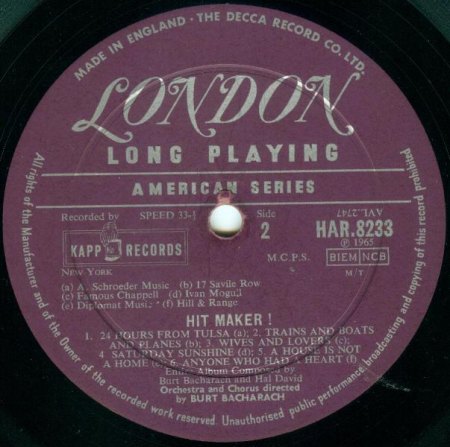 MADE IN ENGLAND · THE DECCA RECORD CO. LTD.
LONDON
LONG PLAYING
AMERICAN SERIES
Recorded by
KAPP RECORDS
NEW YORK
SPEED 33⅓
Side
2
AVL.2747
HAR.8233
℗ 1965
M.C.P.S.
BIEM NCB
M/T
(a) A. Schroeder Music (b) 17 Savile Row
(c) Famous Chappell (d) Ivan Mogull
(e) Diplomat Music (f) Hill & Range
HIT MAKER !
1. 24 HOURS FROM TULSA (a); 2. TRAINS AND BOATS
AND PLANES (b); 3. WIVES AND LOVERS (c);
4. SATURDAY SUNSHINE (d); 5. A HOUSE IS NOT
A HOME (e); 6. ANYONE WHO HAD A HEART (f)
Entire Album Composed by
Burt Bacharach and Hal David
Orchestra and Chorus directed
by BURT BACHARACH
All rights of the Manufacturer and of the Owner of the recorded work reserved. Unauthorised public performance, broadcasting and copying of this record prohibited